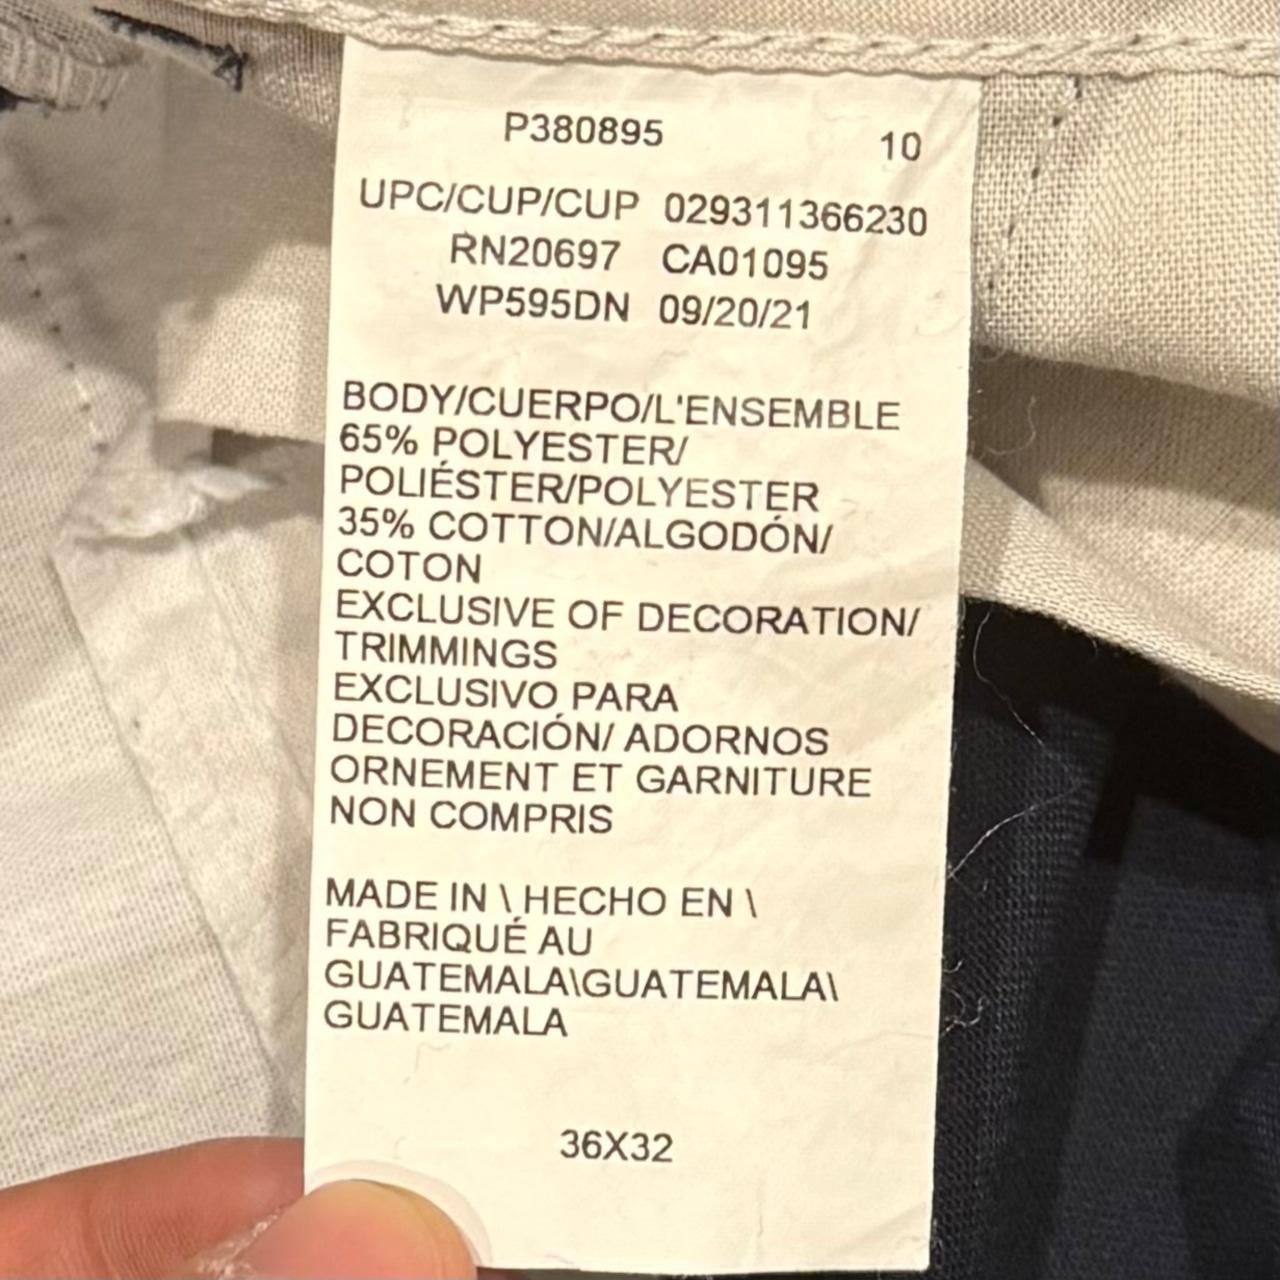 P380895 10
UPC/CUP/CUP 029311366230
RN20697 CA01095
WP595DN 09/20/21
BODY/CUERPO/L'ENSEMBLE
65% POLYESTER/
POLIÉSTER/POLYESTER
35% COTTON/ALGODÓN/
COTON
EXCLUSIVE OF DECORATION/
TRIMMINGS
EXCLUSIVO PARA
DECORACIÓN/ ADORNOS
ORNEMENT ET GARNITURE
NON COMPRIS
MADE IN \ HECHO EN \
FABRIQUÉ AU
GUATEMALA\GUATEMALA\
GUATEMALA
36X32